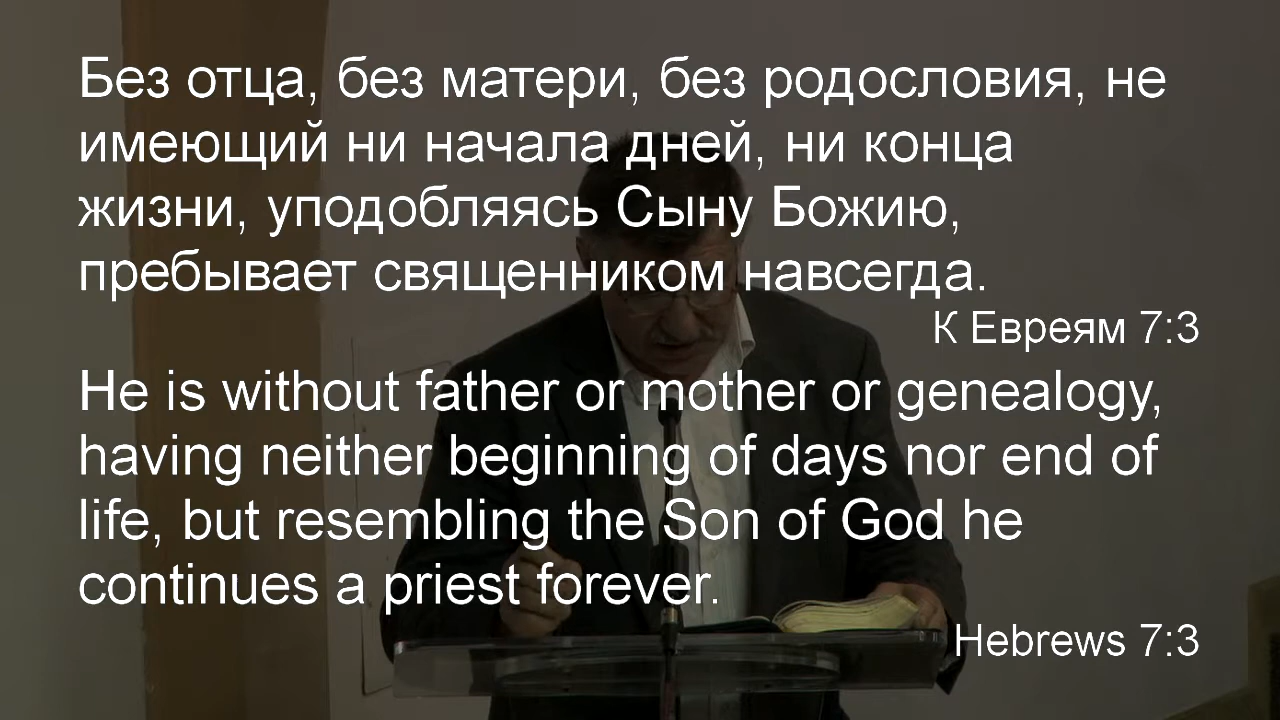 Без отца, без матери, без родословия, не
имеющий ни начала дней, ни конца
жизни, уподобляясь Сыну Божию,
пребывает священником навсегда.
К Евреям 7:3
He is without father or mother or genealogy,
having neither beginning of days nor end of
life, but resembling the Son of God he
continues a priest forever.
Hebrews 7:3